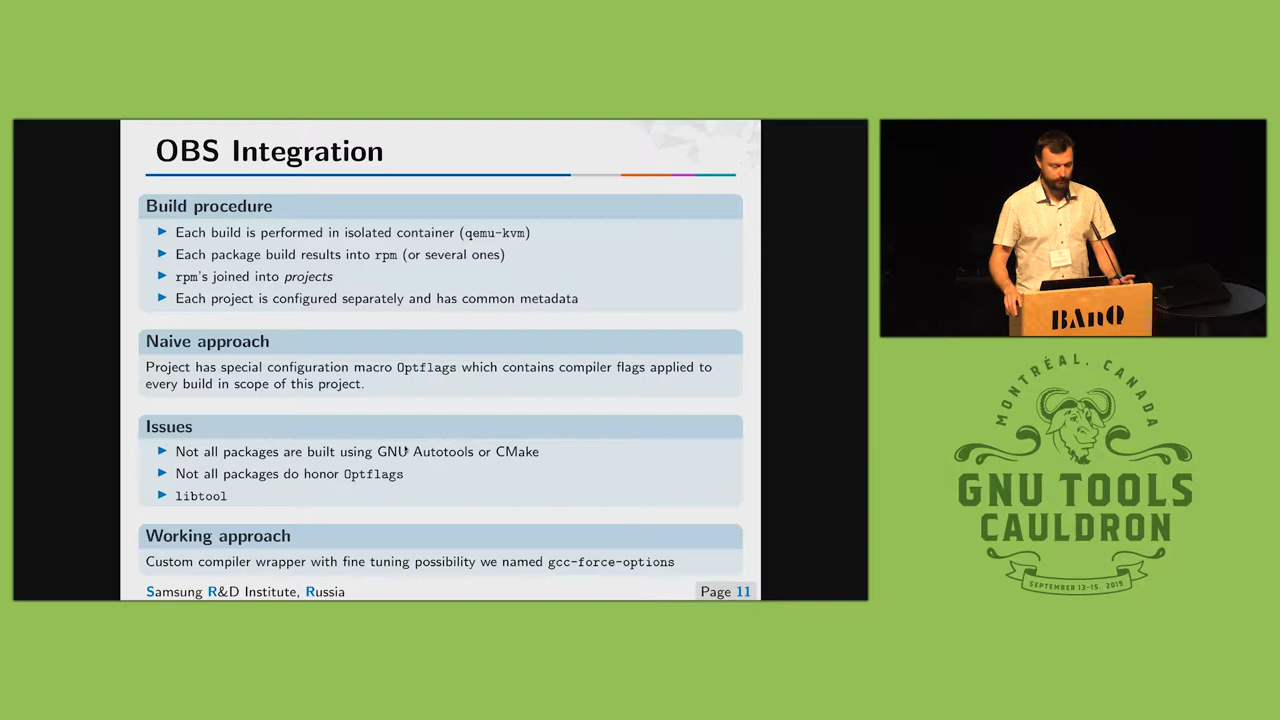 OBS Integration
Build procedure
Each build is performed in isolated container (qemu-kvm)
Each package build results into rpm (or several ones)
rpm's joined into projects
Each project is configured separately and has common metadata
Naive approach
Project has special configuration macro Optflags which contains compiler flags applied to
every build in scope of this project.
Issues
Not all packages are built using GNU Autotools or CMake
Not all packages do honor Optflags
libtool
Working approach
Custom compiler wrapper with fine tuning possibility we named gcc-force-options
Samsung R&D Institute, Russia
Page 11
BAnQ
MONTRÉAL, CANADA
GNU TOOLS
CAULDRON
SEPTEMBER 13-15, 2019